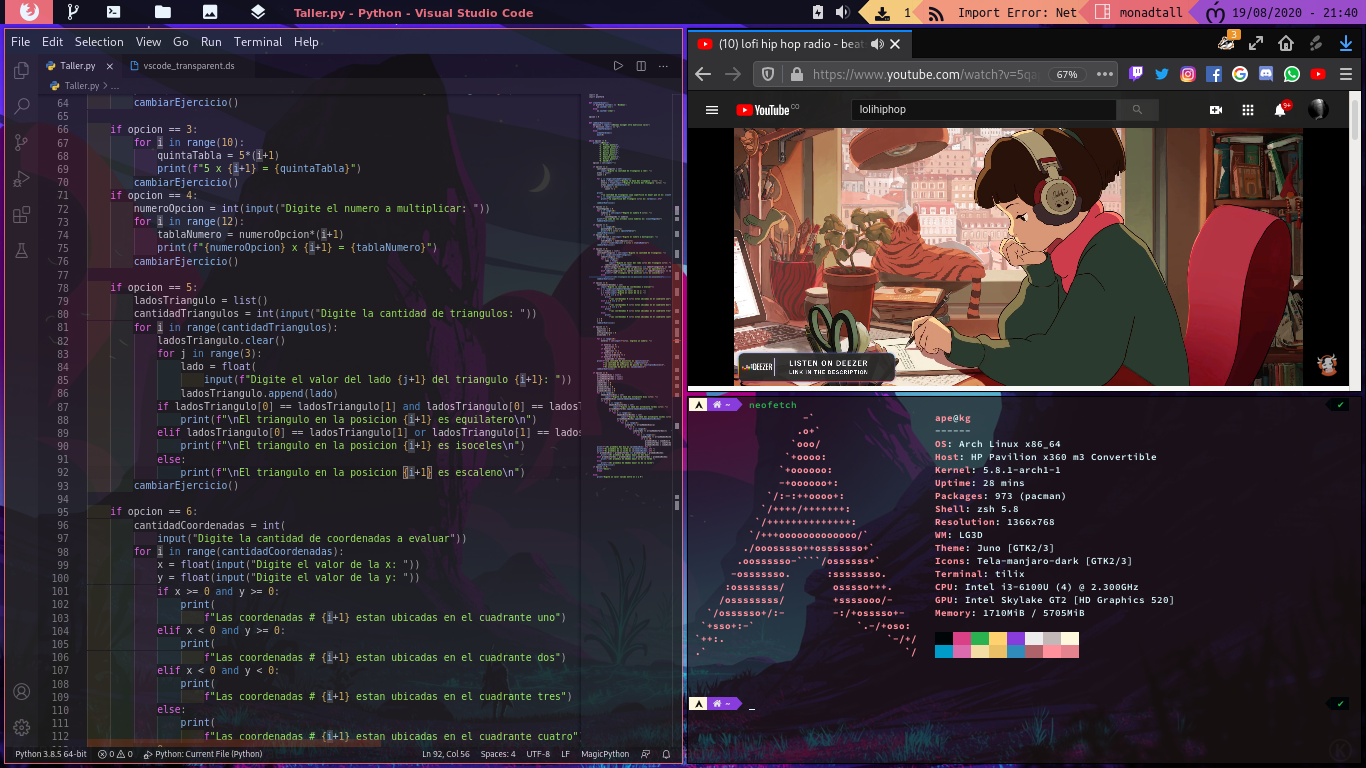 Taller.py - Python - Visual Studio Code
1
Import Error: Net
monadtall
19/08/2020 - 21:40
File Edit Selection View Go Run Terminal Help
Taller.py
vscode_transparent.ds
Taller.py > ...
64 cambiarEjercicio()
65
66 if opcion == 3:
67 for i in range(10):
68 quintaTabla = 5*(i+1)
69 print(f"5 x {i+1} = {quintaTabla}")
70 cambiarEjercicio()
71 if opcion == 4:
72 numeroOpcion = int(input("Digite el numero a multiplicar: "))
73 for i in range(12):
74 tablaNumero = numeroOpcion*(i+1)
75 print(f"{numeroOpcion} x {i+1} = {tablaNumero}")
76 cambiarEjercicio()
77
78 if opcion == 5:
79 ladosTriangulo = list()
80 cantidadTriangulos = int(input("Digite la cantidad de triangulos: "))
81 for i in range(cantidadTriangulos):
82 ladosTriangulo.clear()
83 for j in range(3):
84 lado = float(
85 input(f"Digite el valor del lado {j+1} del triangulo {i+1}: "))
86 ladosTriangulo.append(lado)
87 if ladosTriangulo[0] == ladosTriangulo[1] and ladosTriangulo[0] == ladosT
88 print(f"\nEl triangulo en la posicion {i+1} es equilatero\n")
89 elif ladosTriangulo[0] == ladosTriangulo[1] or ladosTriangulo[1] == lados
90 print(f"\nEl triangulo en la posicion {i+1} es isoceles\n")
91 else:
92 print(f"\nEl triangulo en la posicion {i+1} es escaleno\n")
93 cambiarEjercicio()
94
95 if opcion == 6:
96 cantidadCoordenadas = int(
97 input("Digite la cantidad de coordenadas a evaluar"))
98 for i in range(cantidadCoordenadas):
99 x = float(input("Digite el valor de la x: "))
100 y = float(input("Digite el valor de la y: "))
101 if x >= 0 and y >= 0:
102 print(
103 f"Las coordenadas # {i+1} estan ubicadas en el cuadrante uno")
104 elif x < 0 and y >= 0:
105 print(
106 f"Las coordenadas # {i+1} estan ubicadas en el cuadrante dos")
107 elif x < 0 and y < 0:
108 print(
109 f"Las coordenadas # {i+1} estan ubicadas en el cuadrante tres")
110 else:
111 print(
112 f"Las coordenadas # {i+1} estan ubicadas en el cuadrante cuatro"
Python 3.8.5 64-bit 0 0 Python: Current File (Python) Ln 92, Col 56 Spaces: 4 UTF-8 LF MagicPython
(10) lofi hip hop radio - beat
3
https://www.youtube.com/watch?v=5qa
67%
YouTube CO
lolihiphop
9+
DEEZER
LISTEN ON DEEZER
LINK IN THE DESCRIPTION
~ neofetch
ape@kg
------
OS: Arch Linux x86_64
Host: HP Pavilion x360 m3 Convertible
Kernel: 5.8.1-arch1-1
Uptime: 28 mins
Packages: 973 (pacman)
Shell: zsh 5.8
Resolution: 1366x768
WM: LG3D
Theme: Juno [GTK2/3]
Icons: Tela-manjaro-dark [GTK2/3]
Terminal: tilix
CPU: Intel i3-6100U (4) @ 2.300GHz
GPU: Intel Skylake GT2 [HD Graphics 520]
Memory: 1710MiB / 5705MiB
~ _